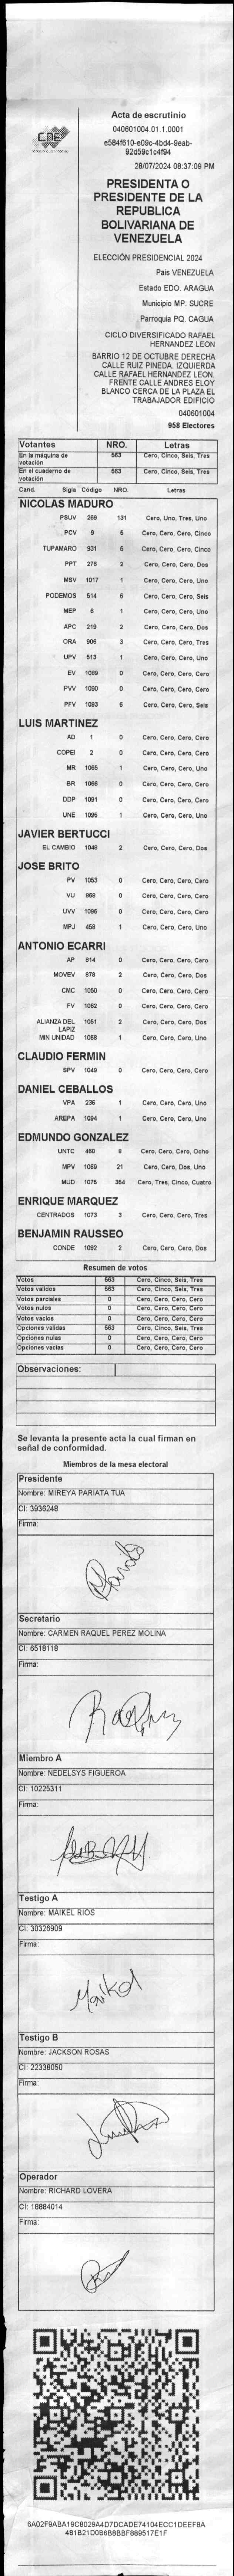 CNE
Acta de escrutinio
040601004.01.1.0001
e584f610-e09c-4bd4-9eab-
92d59c1c4f94
28/07/2024 08:37:09 PM
PRESIDENTA O
PRESIDENTE DE LA
REPUBLICA
BOLIVARIANA DE
VENEZUELA
ELECCIÓN PRESIDENCIAL 2024
Pais VENEZUELA
Estado EDO. ARAGUA
Municipio MP. SUCRE
Parroquia PQ. CAGUA
CICLO DIVERSIFICADO RAFAEL
HERNANDEZ LEON
BARRIO 12 DE OCTUBRE DERECHA
CALLE RUIZ PINEDA. IZQUIERDA
CALLE RAFAEL HERNANDEZ LEON.
FRENTE CALLE ANDRES ELOY
BLANCO CERCA DE LA PLAZA EL
TRABAJADOR EDIFICIO
040601004
958 Electores
Votantes NRO. Letras
En la máquina de votación 563 Cero, Cinco, Seis, Tres
En el cuaderno de votación 563 Cero, Cinco, Seis, Tres
Cand. Sigla Código NRO. Letras
NICOLAS MADURO
PSUV 269 131 Cero, Uno, Tres, Uno
PCV 9 5 Cero, Cero, Cero, Cinco
TUPAMARO 931 5 Cero, Cero, Cero, Cinco
PPT 276 2 Cero, Cero, Cero, Dos
MSV 1017 1 Cero, Cero, Cero, Uno
PODEMOS 514 6 Cero, Cero, Cero, Seis
MEP 6 1 Cero, Cero, Cero, Uno
APC 219 2 Cero, Cero, Cero, Dos
ORA 906 3 Cero, Cero, Cero, Tres
UPV 513 1 Cero, Cero, Cero, Uno
EV 1089 0 Cero, Cero, Cero, Cero
PVV 1090 0 Cero, Cero, Cero, Cero
PFV 1093 6 Cero, Cero, Cero, Seis
LUIS MARTINEZ
AD 1 0 Cero, Cero, Cero, Cero
COPEI 2 0 Cero, Cero, Cero, Cero
MR 1065 1 Cero, Cero, Cero, Uno
BR 1066 0 Cero, Cero, Cero, Cero
DDP 1091 0 Cero, Cero, Cero, Cero
UNE 1095 1 Cero, Cero, Cero, Uno
JAVIER BERTUCCI
EL CAMBIO 1048 2 Cero, Cero, Cero, Dos
JOSE BRITO
PV 1053 0 Cero, Cero, Cero, Cero
VU 868 0 Cero, Cero, Cero, Cero
UVV 1096 0 Cero, Cero, Cero, Cero
MPJ 458 1 Cero, Cero, Cero, Uno
ANTONIO ECARRI
AP 814 0 Cero, Cero, Cero, Cero
MOVEV 878 2 Cero, Cero, Cero, Dos
CMC 1050 0 Cero, Cero, Cero, Cero
FV 1062 0 Cero, Cero, Cero, Cero
ALIANZA DEL LAPIZ 1051 2 Cero, Cero, Cero, Dos
MIN UNIDAD 1068 1 Cero, Cero, Cero, Uno
CLAUDIO FERMIN
SPV 1049 0 Cero, Cero, Cero, Cero
DANIEL CEBALLOS
VPA 236 1 Cero, Cero, Cero, Uno
AREPA 1094 1 Cero, Cero, Cero, Uno
EDMUNDO GONZALEZ
UNTC 460 8 Cero, Cero, Cero, Ocho
MPV 1069 21 Cero, Cero, Dos, Uno
MUD 1075 354 Cero, Tres, Cinco, Cuatro
ENRIQUE MARQUEZ
CENTRADOS 1073 3 Cero, Cero, Cero, Tres
BENJAMIN RAUSSEO
CONDE 1092 2 Cero, Cero, Cero, Dos
Resumen de votos
Votos 563 Cero, Cinco, Seis, Tres
Votos validos 563 Cero, Cinco, Seis, Tres
Votos parciales 0 Cero, Cero, Cero, Cero
Votos nulos 0 Cero, Cero, Cero, Cero
Votos vacios 0 Cero, Cero, Cero, Cero
Opciones validas 563 Cero, Cinco, Seis, Tres
Opciones nulas 0 Cero, Cero, Cero, Cero
Opciones vacias 0 Cero, Cero, Cero, Cero
Observaciones:
Se levanta la presente acta la cual firman en
señal de conformidad.
Miembros de la mesa electoral
Presidente
Nombre: MIREYA PARIATA TUA
CI: 3936248
Firma:
Secretario
Nombre: CARMEN RAQUEL PEREZ MOLINA
CI: 6518118
Firma:
Miembro A
Nombre: NEDELSYS FIGUEROA
CI: 10225311
Firma:
Testigo A
Nombre: MAIKEL RIOS
CI: 30326909
Firma:
Maikel
Testigo B
Nombre: JACKSON ROSAS
CI: 22338050
Firma:
Operador
Nombre: RICHARD LOVERA
CI: 18884014
Firma:
6A02F9ABA19C8029A4D7DCADE74104ECC1DEEF8A
481B21D0B6B8BBF869517E1F